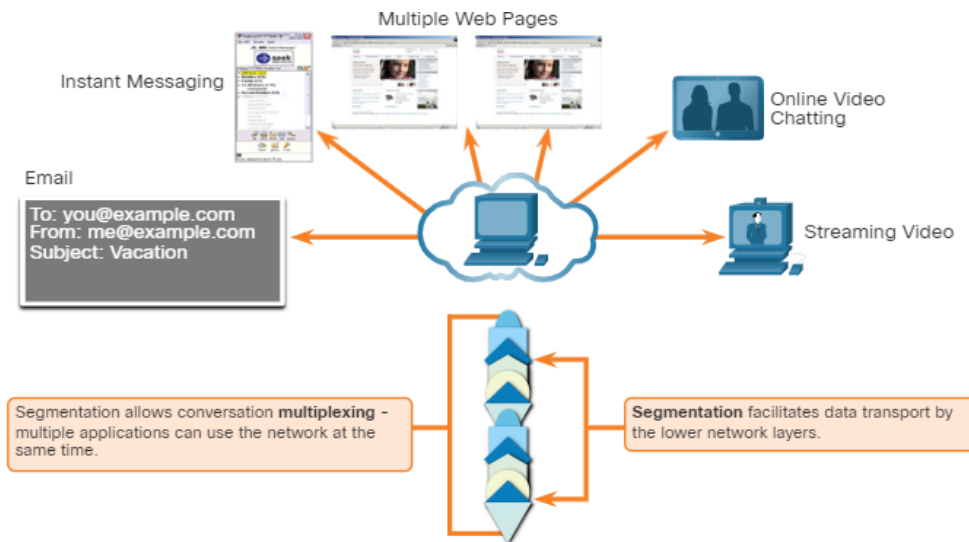 Multiple Web Pages
Instant Messaging
Online Video
Chatting
Email
To: you@example.com
From: me@example.com
Subject: Vacation
Streaming Video
Segmentation allows conversation multiplexing -
multiple applications can use the network at the
same time.
Segmentation facilitates data transport by
the lower network layers.